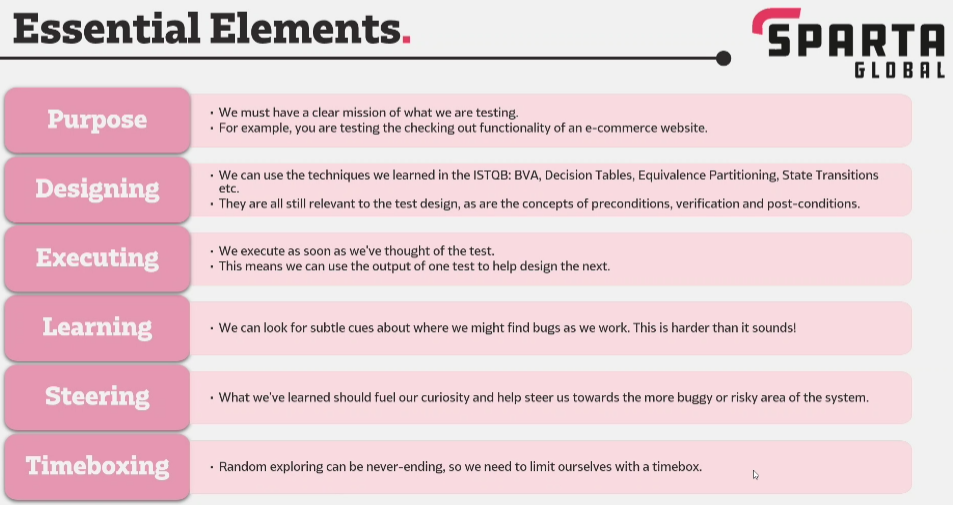 Essential Elements.
SPARTA
GLOBAL
Purpose
• We must have a clear mission of what we are testing.
• For example, you are testing the checking out functionality of an e-commerce website.
Designing
• We can use the techniques we learned in the ISTQB: BVA, Decision Tables, Equivalence Partitioning, State Transitions
etc.
• They are all still relevant to the test design, as are the concepts of preconditions, verification and post-conditions.
Executing
• We execute as soon as we've thought of the test.
• This means we can use the output of one test to help design the next.
Learning
• We can look for subtle cues about where we might find bugs as we work. This is harder than it sounds!
Steering
• What we've learned should fuel our curiosity and help steer us towards the more buggy or risky area of the system.
Timeboxing
• Random exploring can be never-ending, so we need to limit ourselves with a timebox.